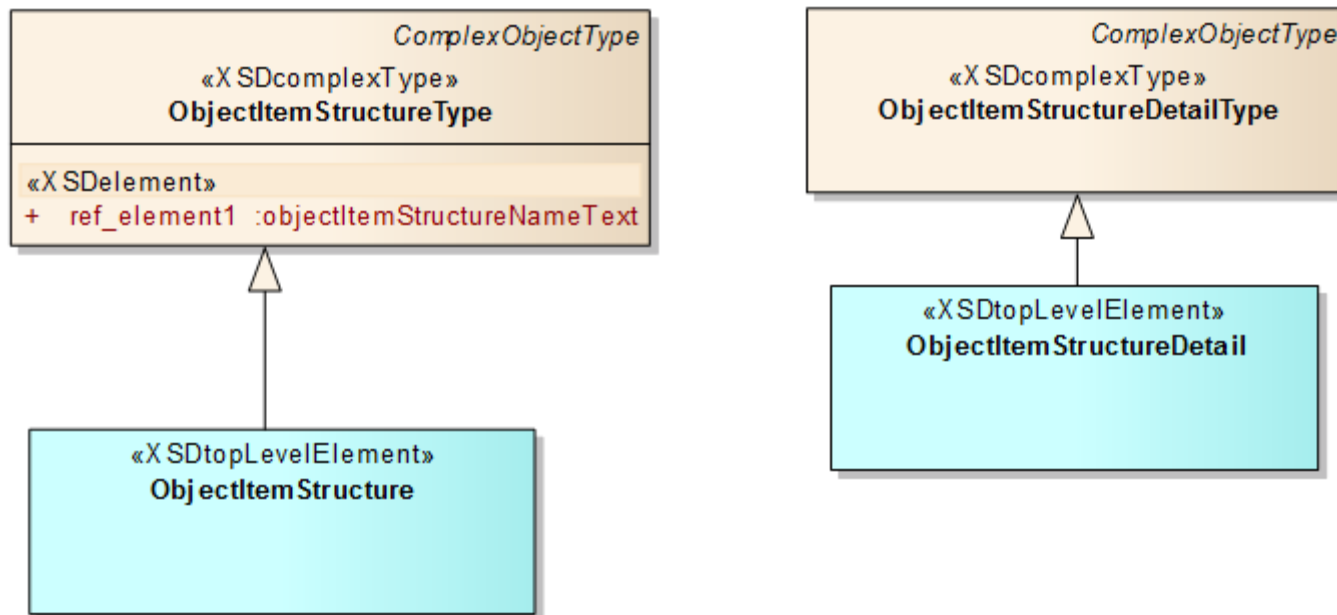 ComplexObjectType
«XSDcomplexType»
ObjectItemStructureType
«XSDelement»
+ ref_element1 :objectItemStructureNameText
«XSDtopLevelElement»
ObjectItemStructure
ComplexObjectType
«XSDcomplexType»
ObjectItemStructureDetailType
«XSDtopLevelElement»
ObjectItemStructureDetail